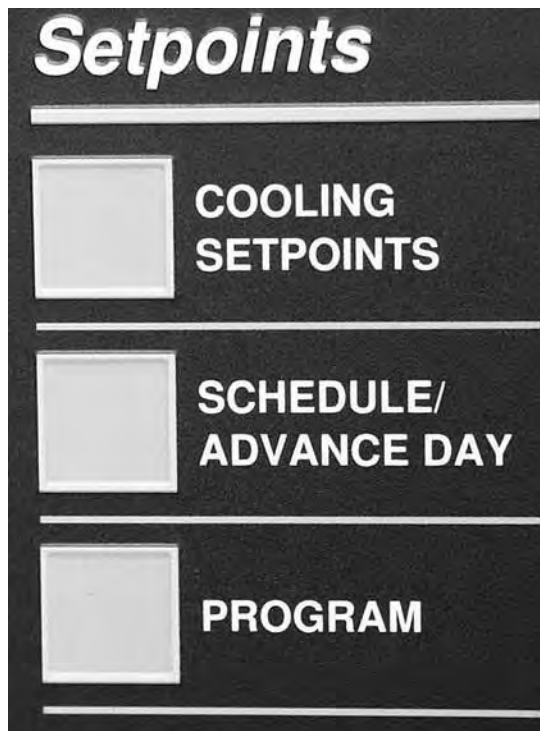 Setpoints
COOLING
SETPOINTS
SCHEDULE/
ADVANCE DAY
PROGRAM